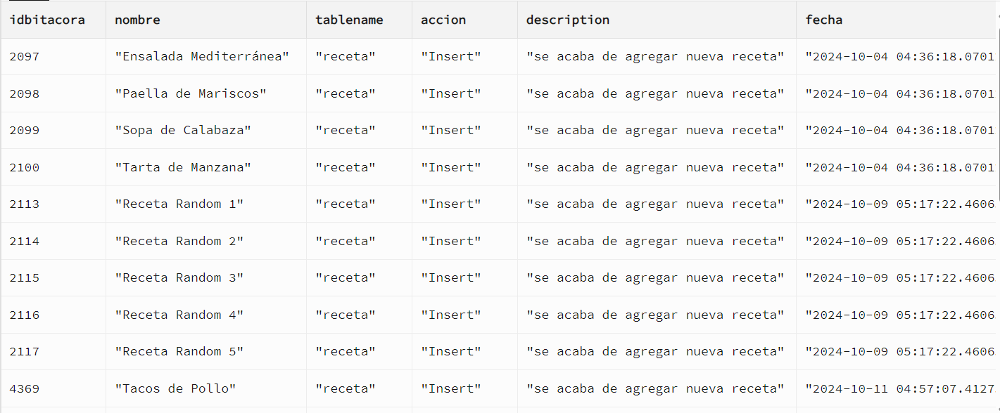 idbitacora nombre tablename accion description fecha
2097 "Ensalada Mediterránea" "receta" "Insert" "se acaba de agregar nueva receta" "2024-10-04 04:36:18.0701
2098 "Paella de Mariscos" "receta" "Insert" "se acaba de agregar nueva receta" "2024-10-04 04:36:18.0701
2099 "Sopa de Calabaza" "receta" "Insert" "se acaba de agregar nueva receta" "2024-10-04 04:36:18.0701
2100 "Tarta de Manzana" "receta" "Insert" "se acaba de agregar nueva receta" "2024-10-04 04:36:18.0701
2113 "Receta Random 1" "receta" "Insert" "se acaba de agregar nueva receta" "2024-10-09 05:17:22.4606
2114 "Receta Random 2" "receta" "Insert" "se acaba de agregar nueva receta" "2024-10-09 05:17:22.4606
2115 "Receta Random 3" "receta" "Insert" "se acaba de agregar nueva receta" "2024-10-09 05:17:22.4606
2116 "Receta Random 4" "receta" "Insert" "se acaba de agregar nueva receta" "2024-10-09 05:17:22.4606
2117 "Receta Random 5" "receta" "Insert" "se acaba de agregar nueva receta" "2024-10-09 05:17:22.4606
4369 "Tacos de Pollo" "receta" "Insert" "se acaba de agregar nueva receta" "2024-10-11 04:57:07.4127